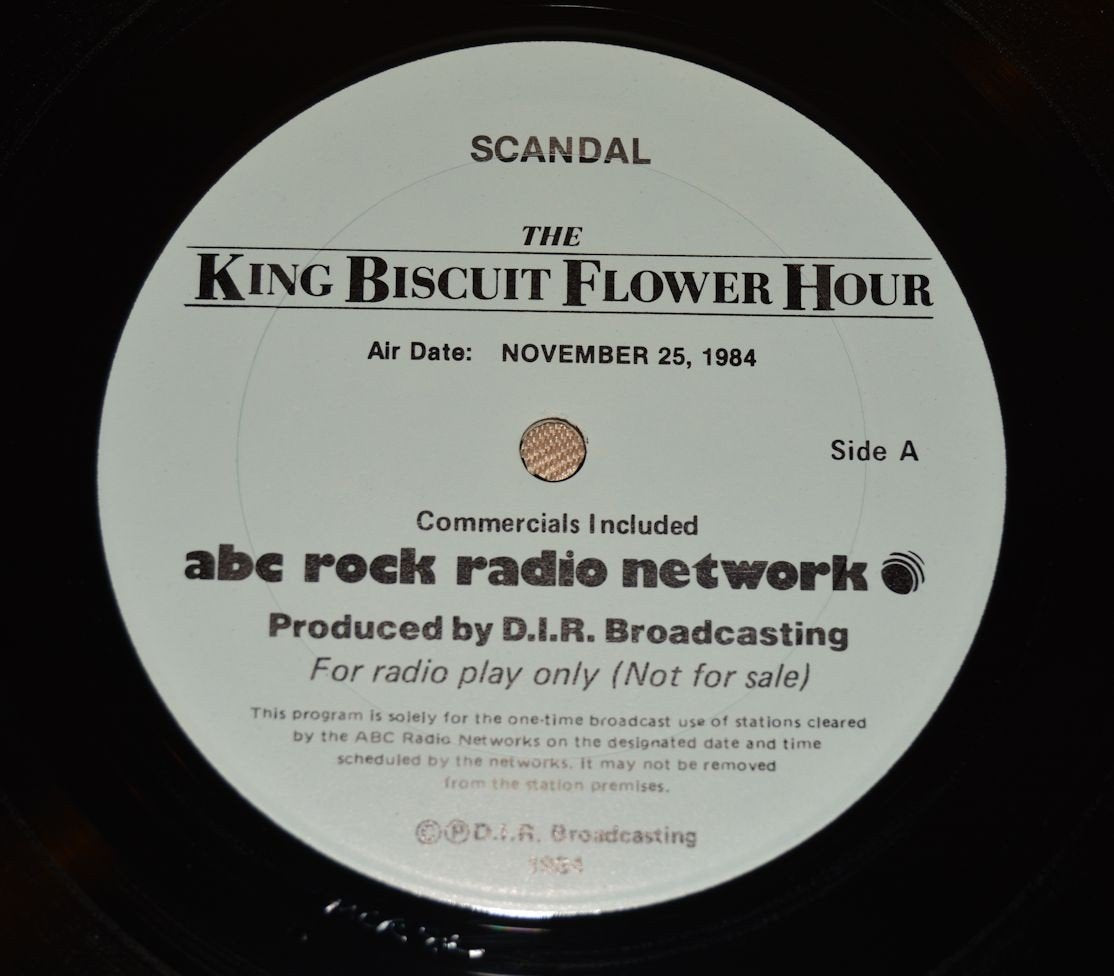 SCANDAL
THE
KING BISCUIT FLOWER HOUR
Air Date: NOVEMBER 25, 1984
Side A
Commercials Included
abc rock radio network
Produced by D.I.R. Broadcasting
For radio play only (Not for sale)
This program is solely for the one-time broadcast use of stations cleared
by the ABC Radio Networks on the designated date and time
scheduled by the networks. It may not be removed
from the station premises.
©℗D.I.R. Broadcasting
1984